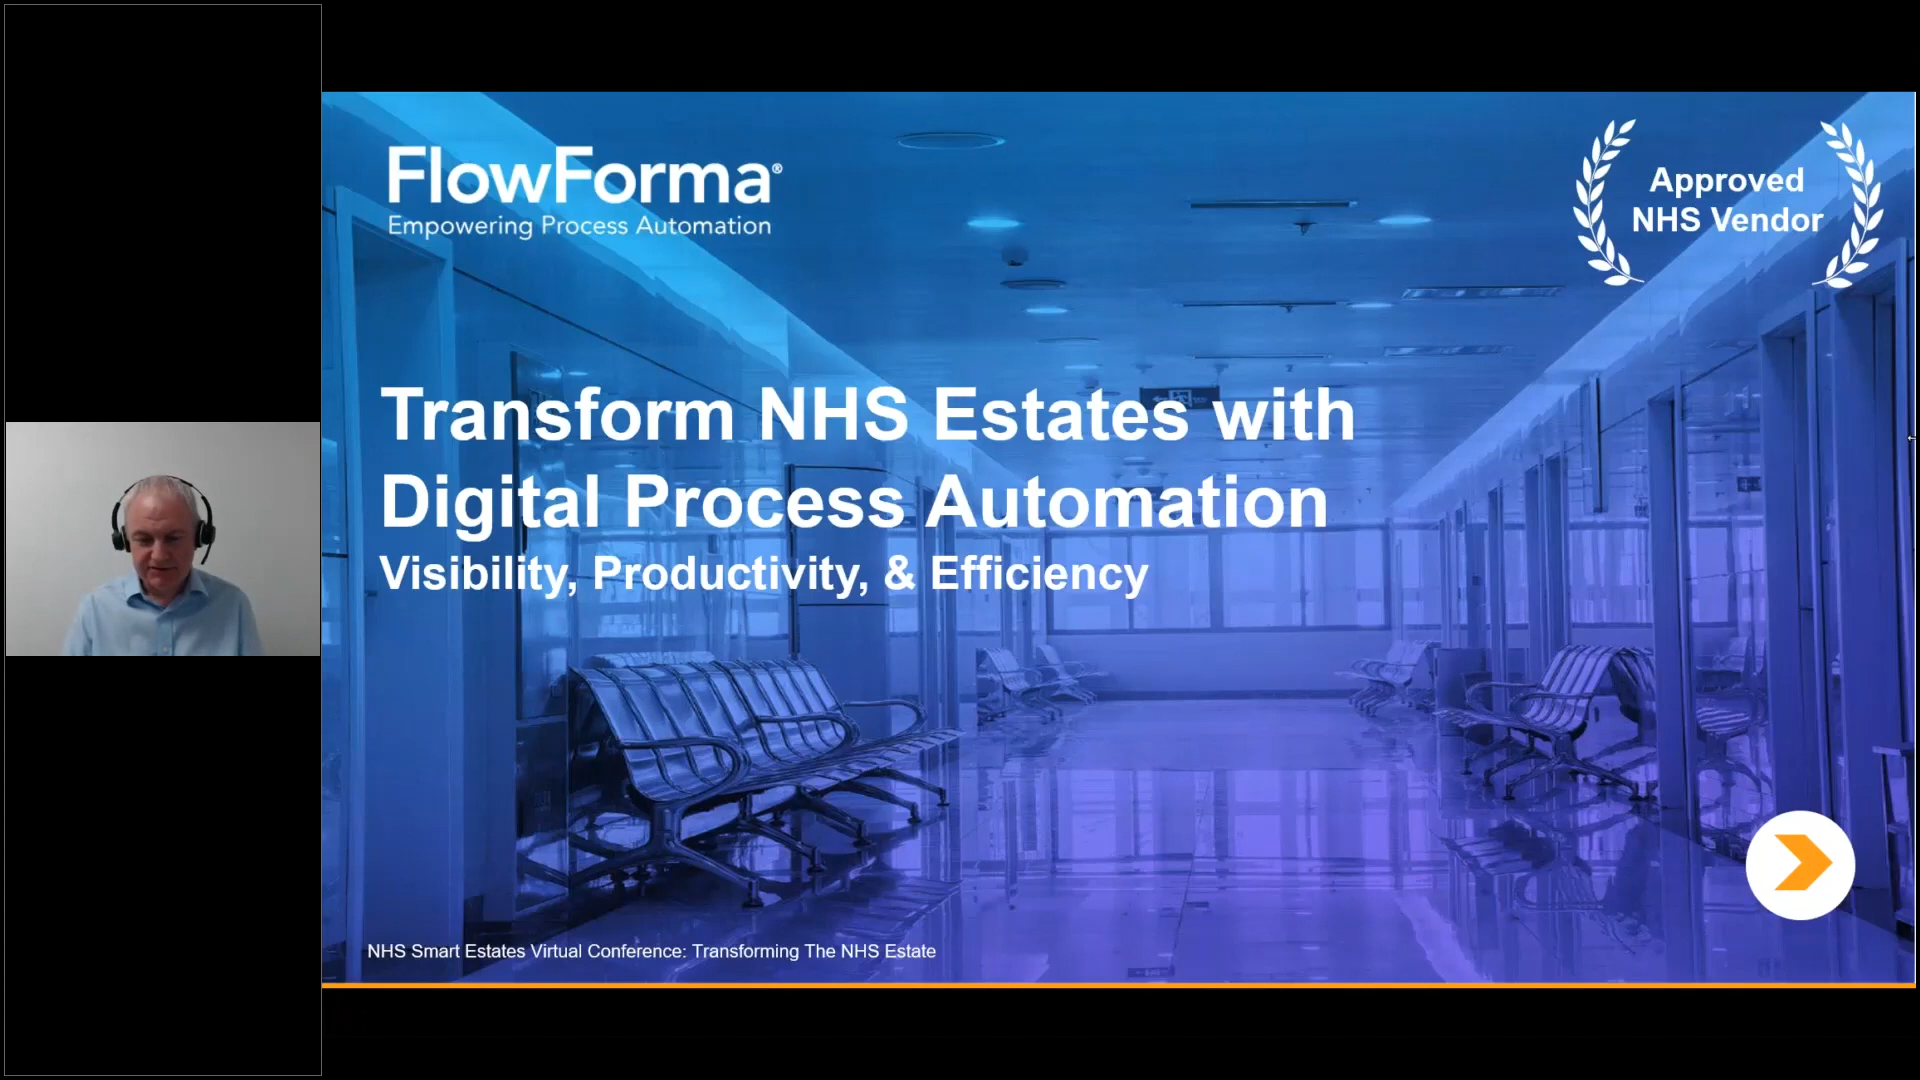 FlowForma®
Empowering Process Automation
Approved
NHS Vendor
Transform NHS Estates with
Digital Process Automation
Visibility, Productivity, & Efficiency
NHS Smart Estates Virtual Conference: Transforming The NHS Estate